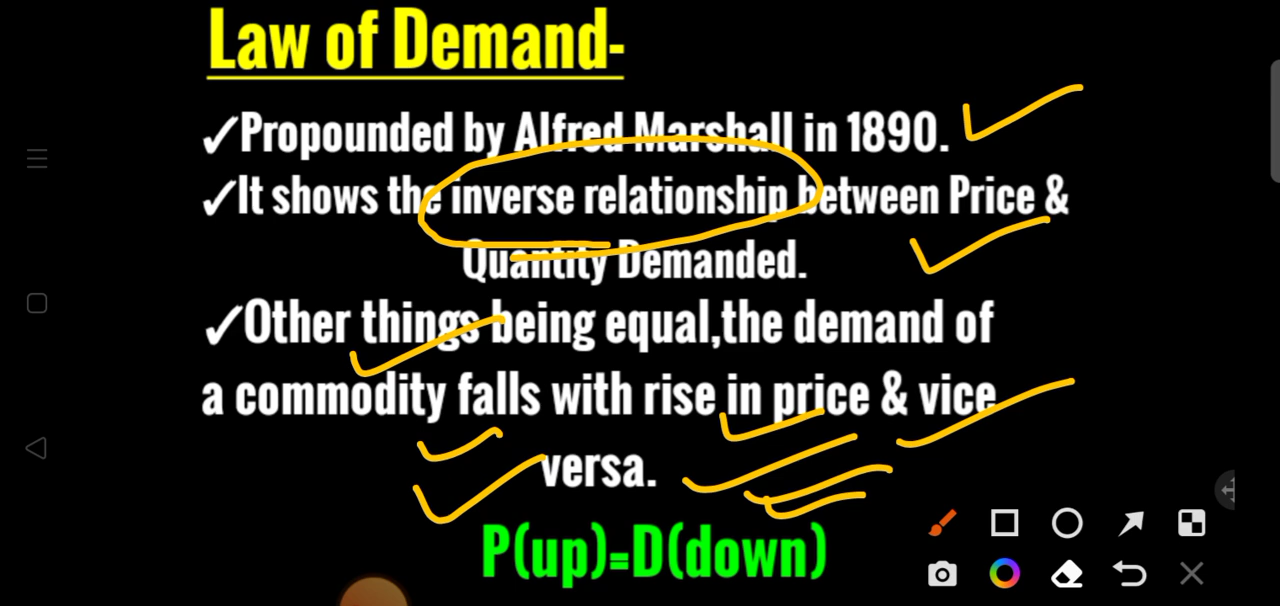 Law of Demand-
✓Propounded by Alfred Marshall in 1890.
✓It shows the inverse relationship between Price &
Quantity Demanded.
✓Other things being equal,the demand of
a commodity falls with rise in price & vice
versa.
P(up)=D(down)